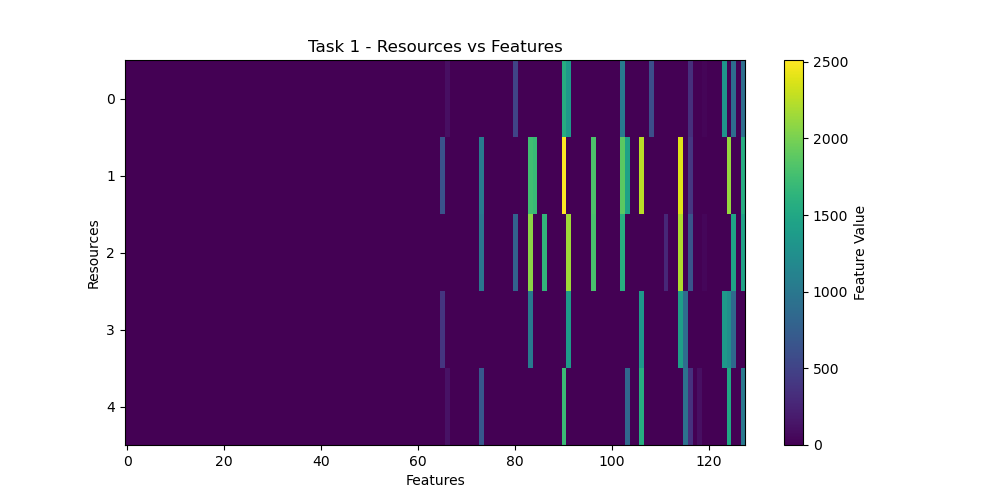 Task 1 - Resources vs Features
Resources
0
1
2
3
4
0 20 40 60 80 100 120
Features
2500
2000
1500
1000
500
0
Feature Value